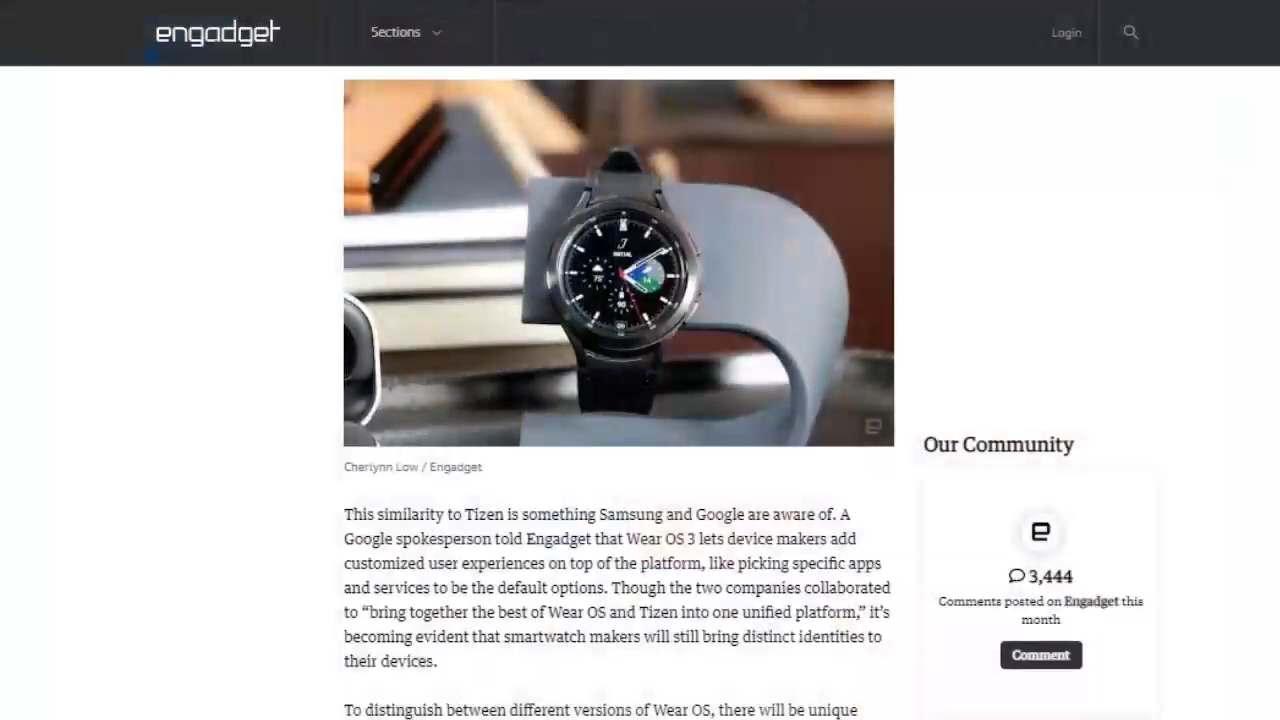 engadget
Sections
Login
INITIAL
75°
14
90
Cherlynn Low / Engadget
This similarity to Tizen is something Samsung and Google are aware of. A
Google spokesperson told Engadget that Wear OS 3 lets device makers add
customized user experiences on top of the platform, like picking specific apps
and services to be the default options. Though the two companies collaborated
to “bring together the best of Wear OS and Tizen into one unified platform,” it’s
becoming evident that smartwatch makers will still bring distinct identities to
their devices.
To distinguish between different versions of Wear OS, there will be unique
Our Community
e
3,444
Comments posted on Engadget this
month
Comment